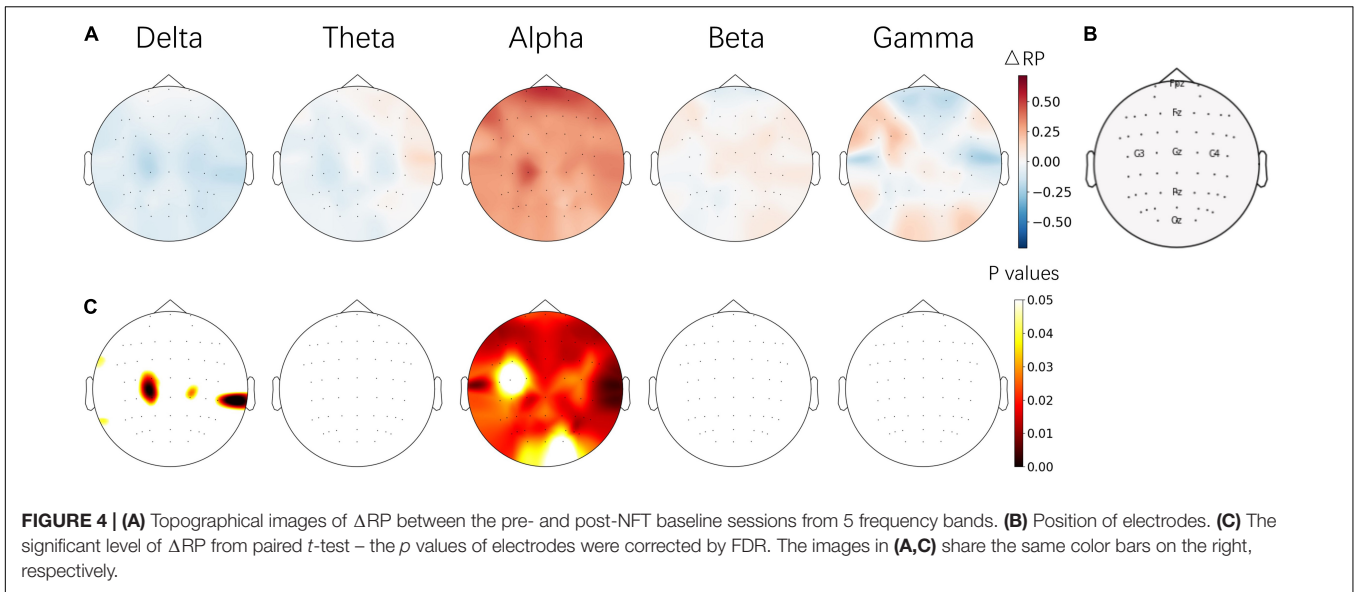 A Delta Theta Alpha Beta Gamma B
△RP
0.50
0.25
0.00
−0.25
−0.50
Fpz
Fz
G3 Gz G4
Pz
Oz
P values
C
0.05
0.04
0.03
0.02
0.01
0.00
FIGURE 4 | (A) Topographical images of ΔRP between the pre- and post-NFT baseline sessions from 5 frequency bands. (B) Position of electrodes. (C) The
significant level of ΔRP from paired t-test – the p values of electrodes were corrected by FDR. The images in (A,C) share the same color bars on the right,
respectively.